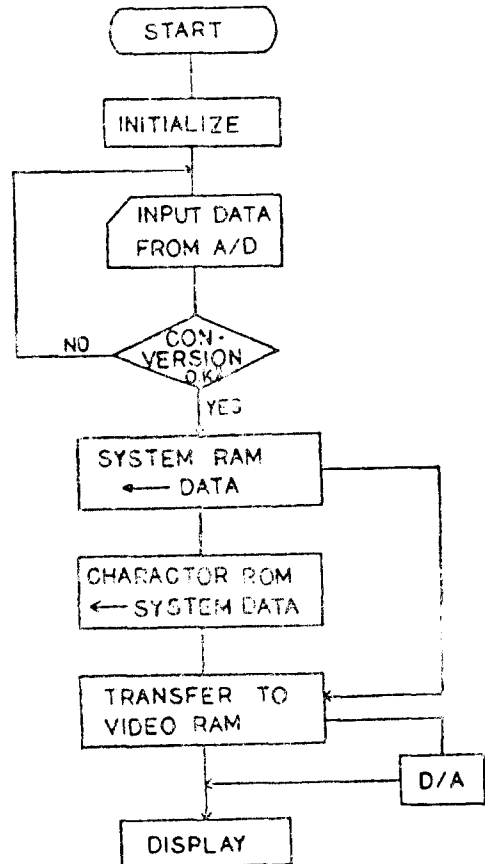 START
INITIALIZE
INPUT DATA
FROM A/D
NO
CON-
VERSION
O.K.
YES
SYSTEM RAM
← DATA
CHARACTOR ROM
← SYSTEM DATA
TRANSFER TO
VIDEO RAM
D/A
DISPLAY